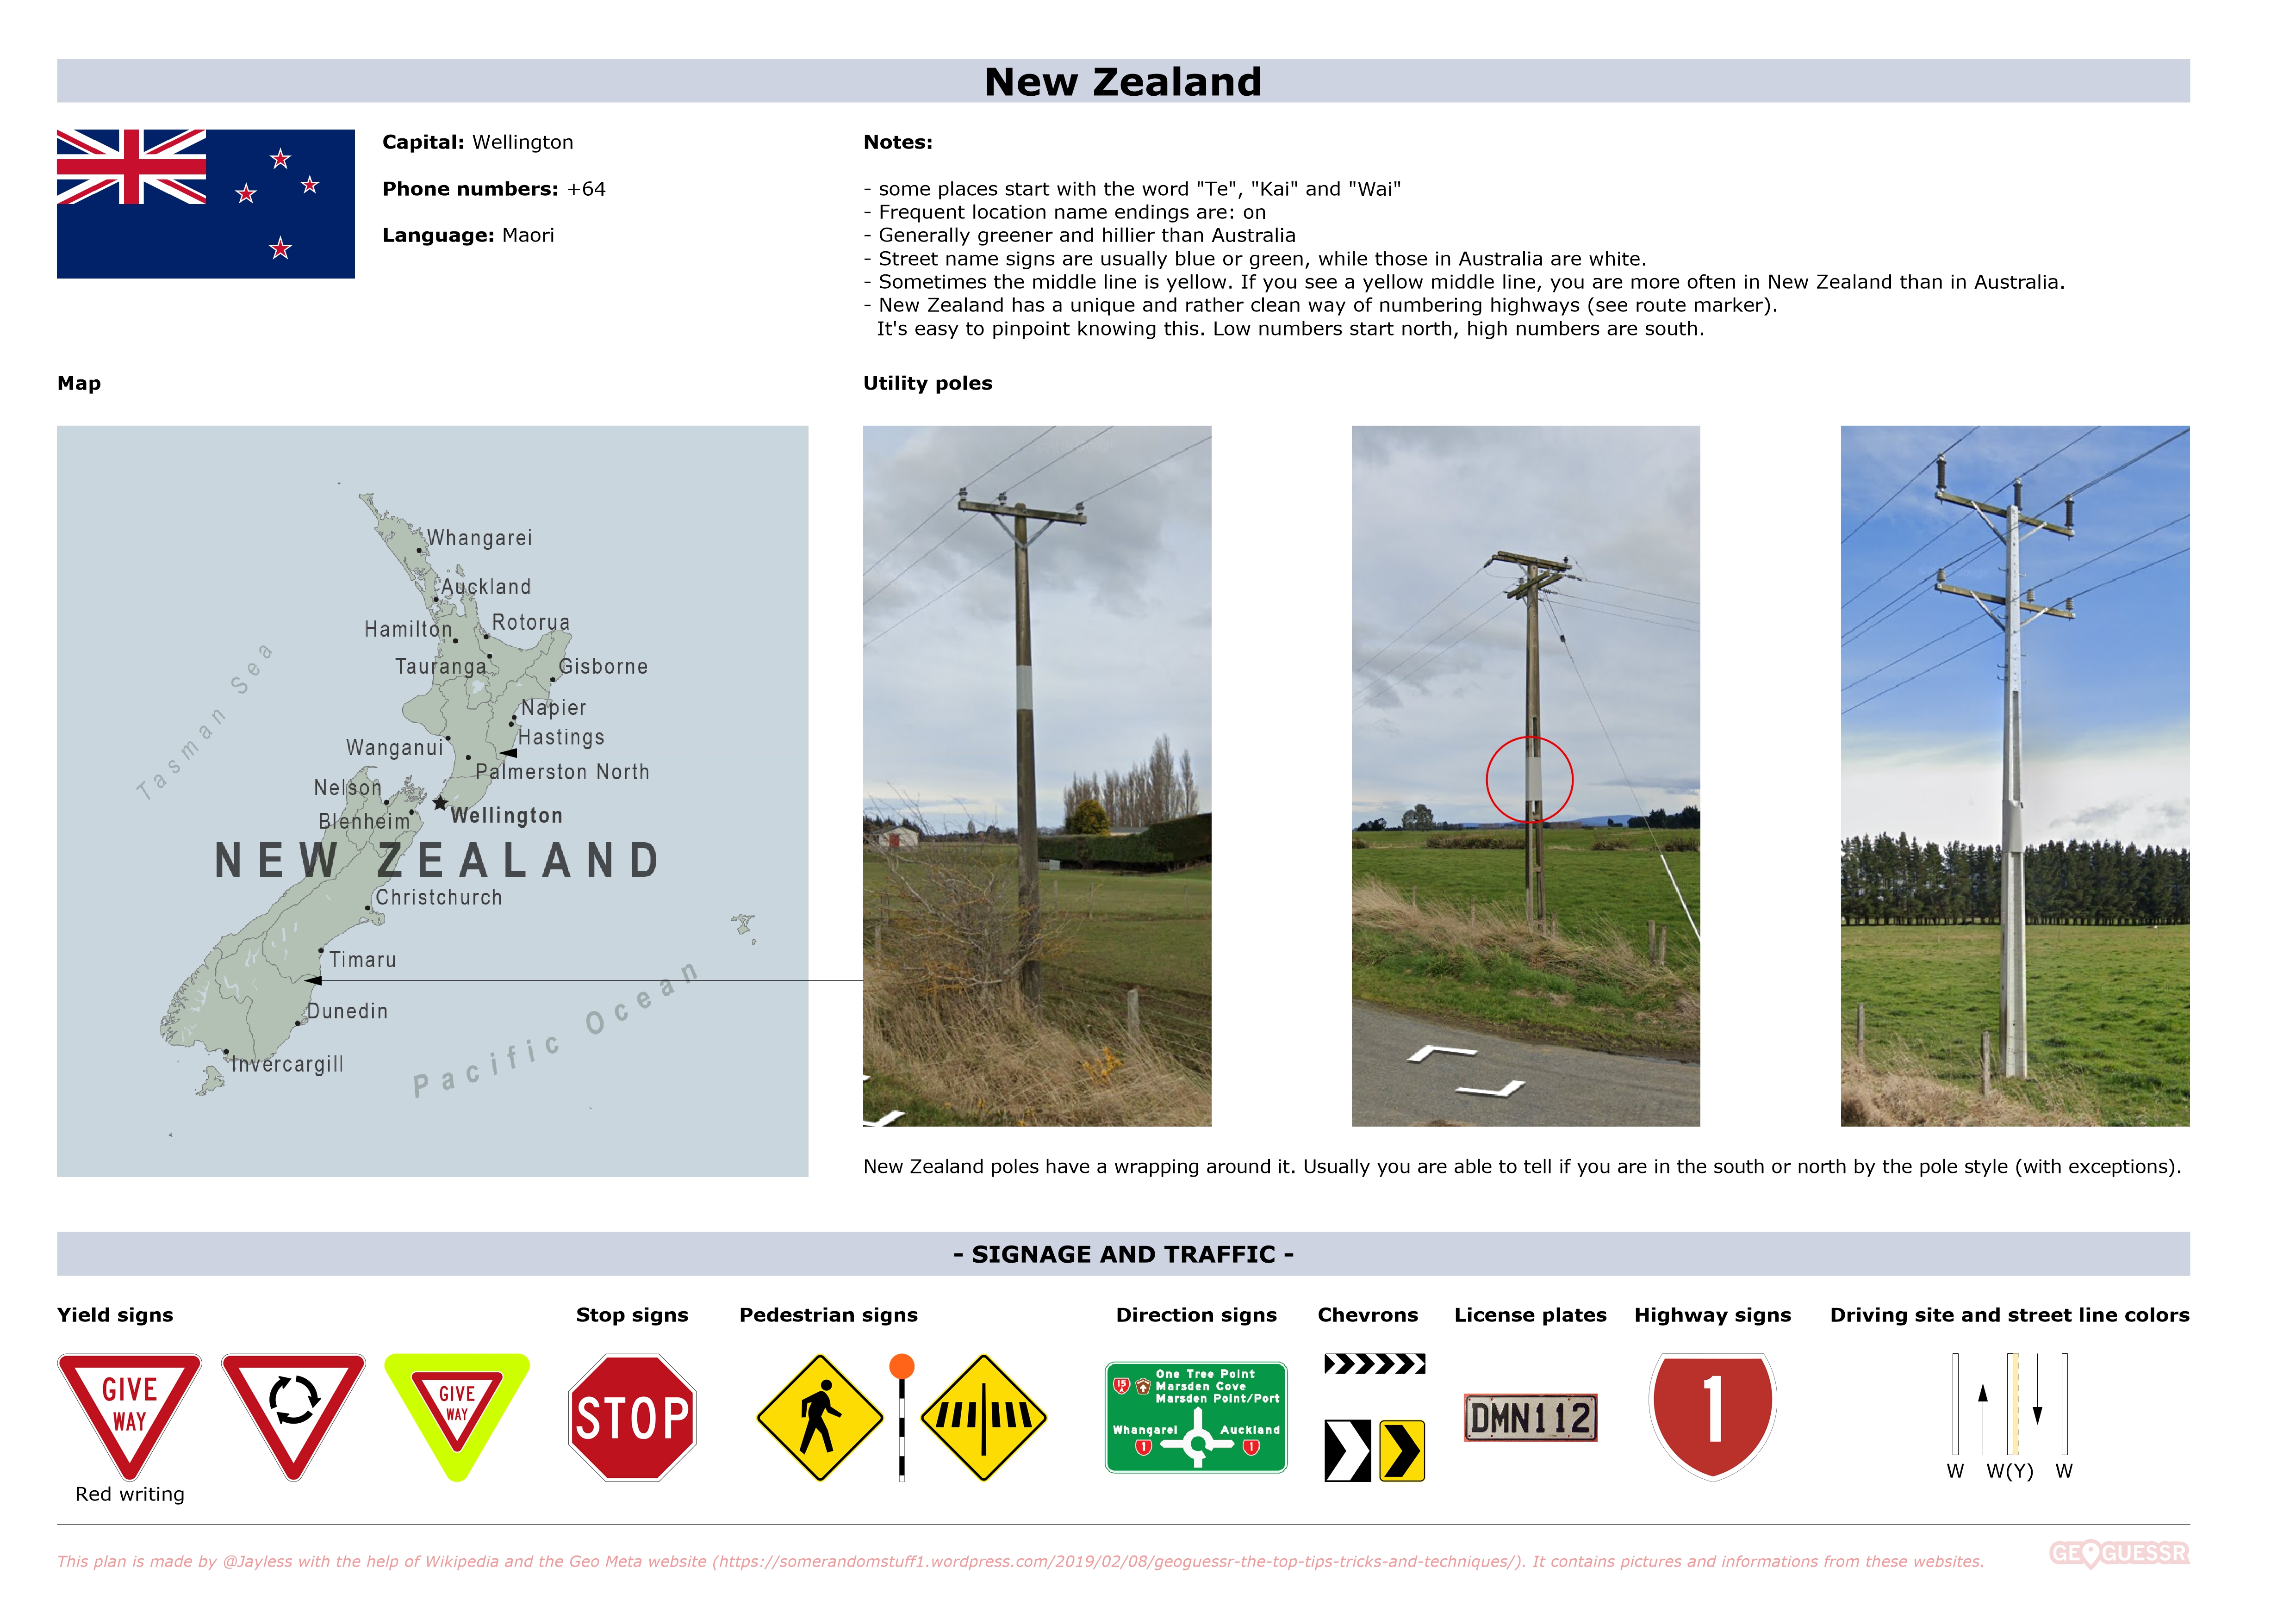 New Zealand
Capital: Wellington
Phone numbers: +64
Language: Maori
Notes:
- some places start with the word "Te", "Kai" and "Wai"
- Frequent location name endings are: on
- Generally greener and hillier than Australia
- Street name signs are usually blue or green, while those in Australia are white.
- Sometimes the middle line is yellow. If you see a yellow middle line, you are more often in New Zealand than in Australia.
- New Zealand has a unique and rather clean way of numbering highways (see route marker).
It's easy to pinpoint knowing this. Low numbers start north, high numbers are south.
Map
Whangarei
Auckland
Hamilton
Rotorua
Tauranga
Gisborne
Napier
Hastings
Wanganui
Palmerston North
Nelson
Wellington
Blenheim
NEW ZEALAND
Christchurch
Timaru
Dunedin
Invercargill
Tasman Sea
Pacific Ocean
Utility poles
New Zealand poles have a wrapping around it. Usually you are able to tell if you are in the south or north by the pole style (with exceptions).
- SIGNAGE AND TRAFFIC -
Yield signs
GIVE
WAY
GIVE
WAY
Red writing
Stop signs
STOP
Pedestrian signs
Direction signs
15
One Tree Point
Marsden Cove
Marsden Point/Port
Whangarei
Auckland
1
1
Chevrons
License plates
DMN112
Highway signs
1
Driving site and street line colors
W W(Y) W
This plan is made by @Jayless with the help of Wikipedia and the Geo Meta website (https://somerandomstuff1.wordpress.com/2019/02/08/geoguessr-the-top-tips-tricks-and-techniques/). It contains pictures and informations from these websites.
GEOGUESSR